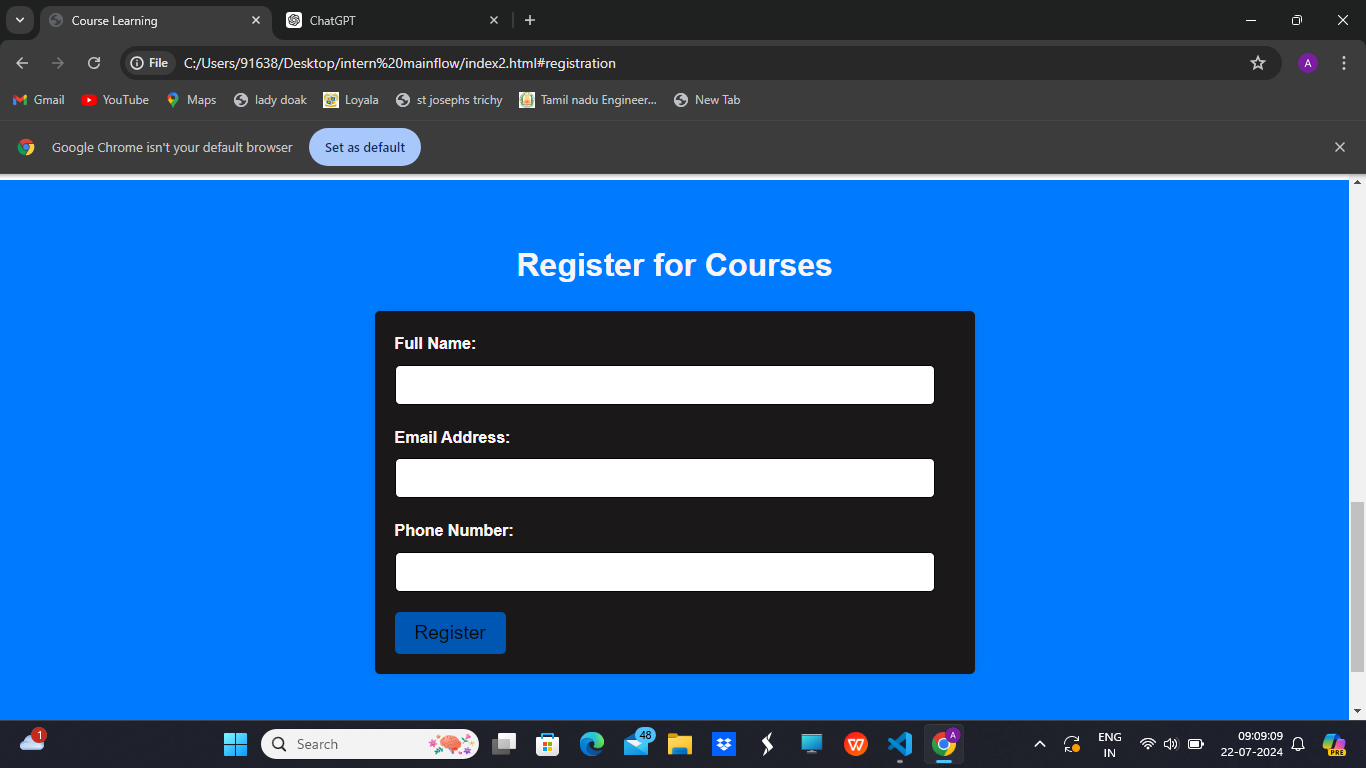 Course Learning
ChatGPT
File
C:/Users/91638/Desktop/intern%20mainflow/index2.html#registration
A
Gmail
YouTube
Maps
lady doak
Loyala
st josephs trichy
Tamil nadu Engineer...
New Tab
Google Chrome isn't your default browser
Set as default
Register for Courses
Full Name:
Email Address:
Phone Number:
Register
1
Search
48
W
A
ENG
IN
09:09:09
22-07-2024
PRE